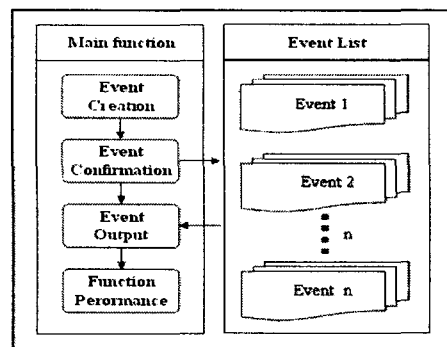 Main function
Event
Creation
Event
Confirmation
Event
Output
Function
Perormance
Event List
Event 1
Event 2
n
Event n